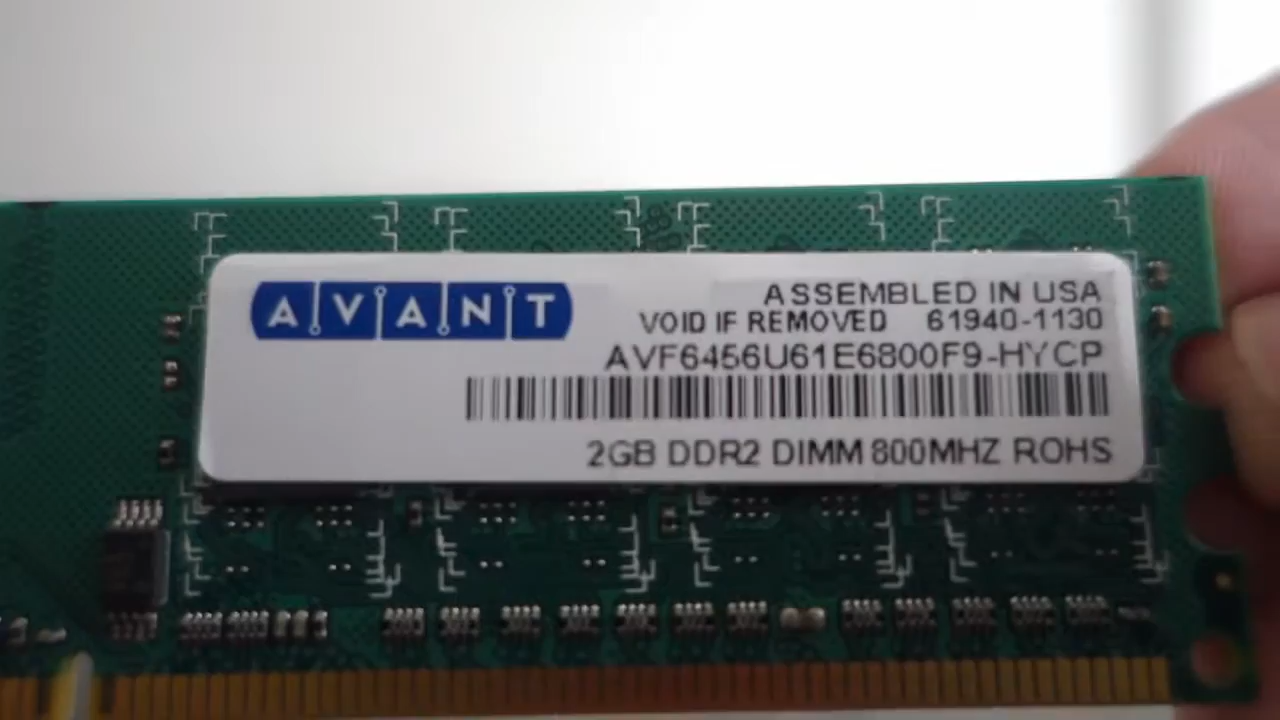 AVANT
ASSEMBLED IN USA
VOID IF REMOVED 61940-1130
AVF6456U61E6800F9-HYCP
2GB DDR2 DIMM 800MHZ ROHS